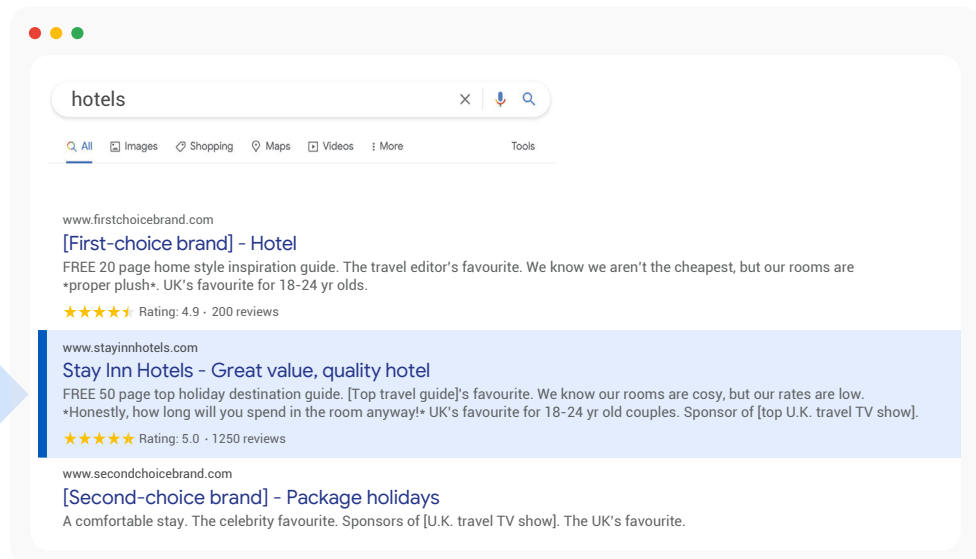 hotels
All Images Shopping Maps Videos More Tools
www.firstchoicebrand.com
[First-choice brand] - Hotel
FREE 20 page home style inspiration guide. The travel editor's favourite. We know we aren't the cheapest, but our rooms are
*proper plush*. UK's favourite for 18-24 yr olds.
Rating: 4.9 · 200 reviews
www.stayinnhotels.com
Stay Inn Hotels - Great value, quality hotel
FREE 50 page top holiday destination guide. [Top travel guide]'s favourite. We know our rooms are cosy, but our rates are low.
*Honestly, how long will you spend in the room anyway!* UK's favourite for 18-24 yr old couples. Sponsor of [top U.K. travel TV show].
Rating: 5.0 · 1250 reviews
www.secondchoicebrand.com
[Second-choice brand] - Package holidays
A comfortable stay. The celebrity favourite. Sponsors of [U.K. travel TV show]. The UK's favourite.